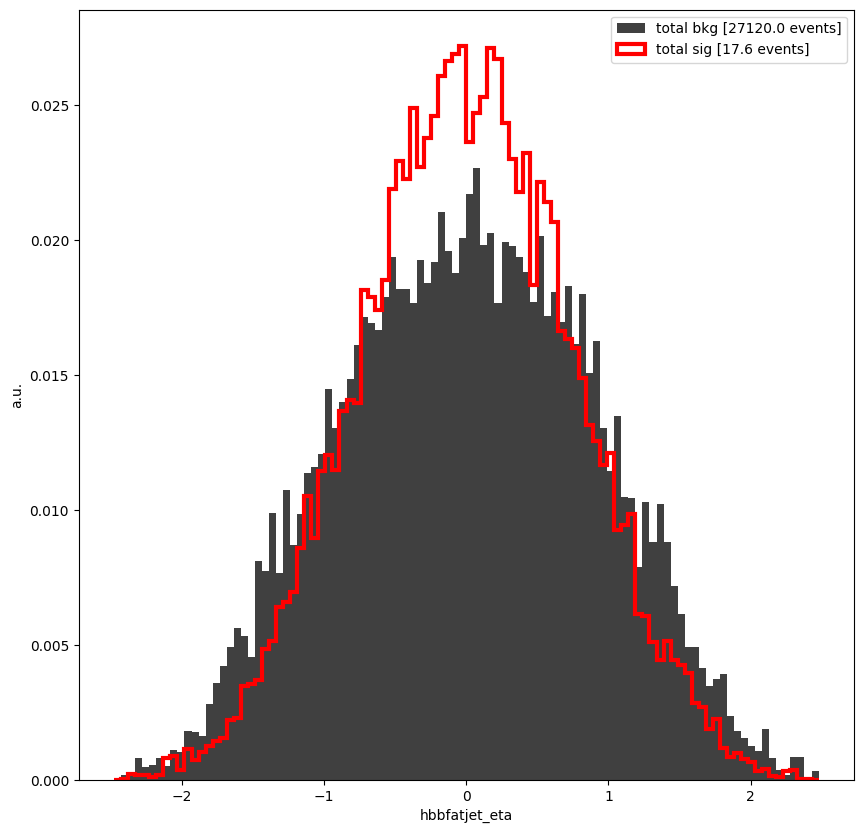 total bkg [27120.0 events]
total sig [17.6 events]
a.u.
0.025
0.020
0.015
0.010
0.005
0.000
−2
−1
0
1
2
hbbfatjet_eta